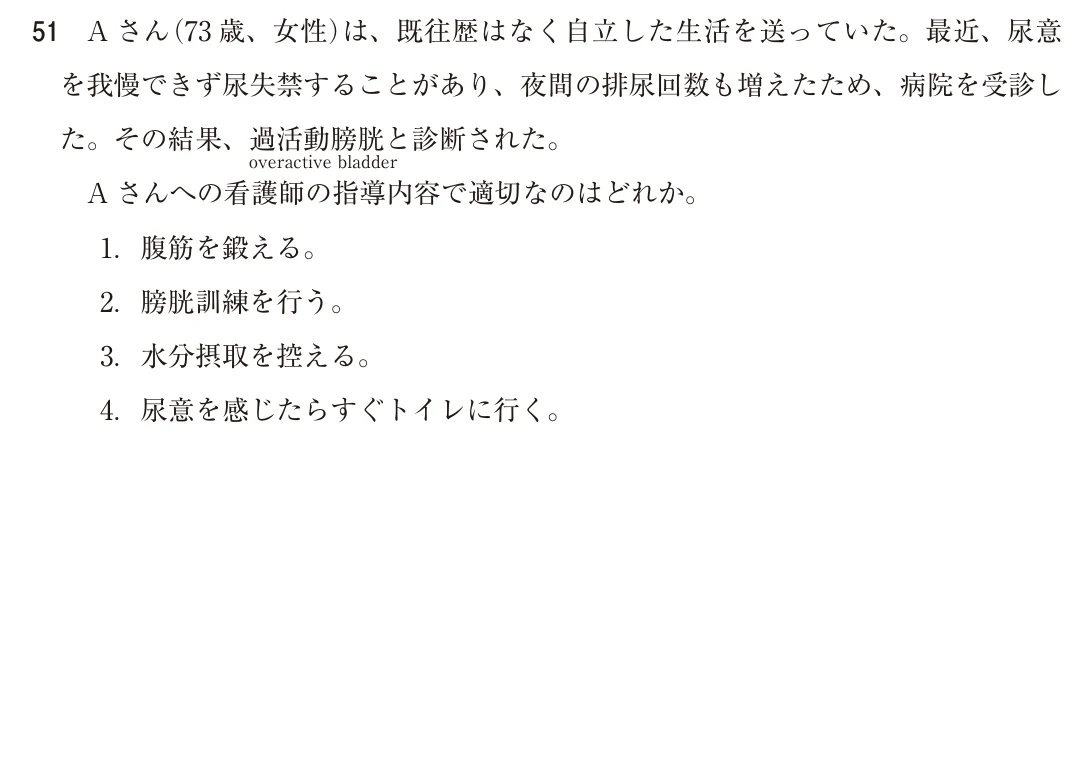 51 Aさん(73歳、女性)は、既往歴はなく自立した生活を送っていた。最近、尿意
を我慢できず尿失禁することがあり、夜間の排尿回数も増えたため、病院を受診し
た。その結果、過活動膀胱と診断された。
overactive bladder
Aさんへの看護師の指導内容で適切なのはどれか。
1. 腹筋を鍛える。
2. 膀胱訓練を行う。
3. 水分摂取を控える。
4. 尿意を感じたらすぐトイレに行く。